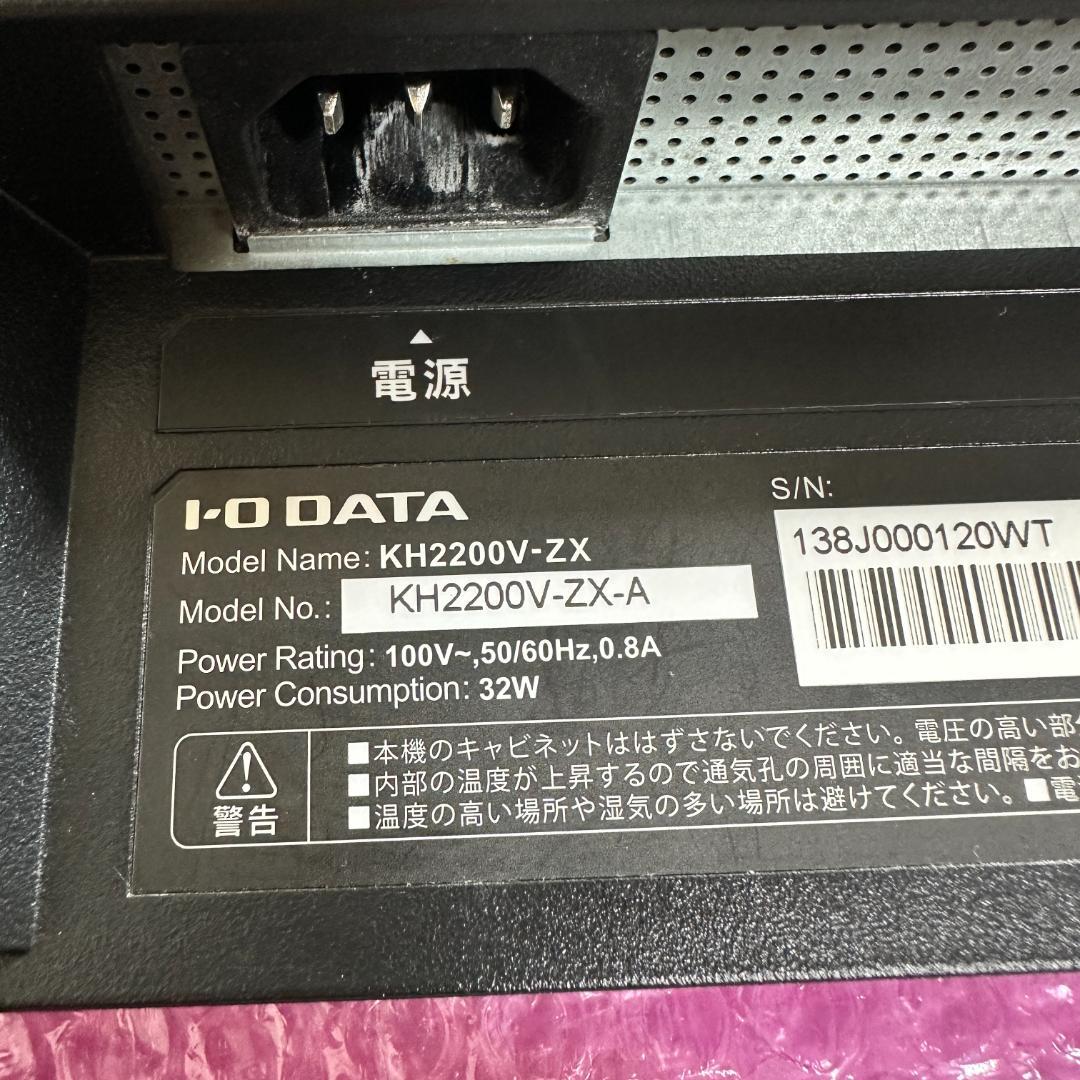 電源
I-O DATA
Model Name: KH2200V-ZX
Model No.: KH2200V-ZX-A
Power Rating: 100V~,50/60Hz,0.8A
Power Consumption: 32W
S/N:
138J000120WT
警告
■本機のキャビネットははずさないでください。電圧の高い部
■内部の温度が上昇するので通気孔の周囲に適当な間隔をお
■温度の高い場所や湿気の多い場所は避けてください。■電